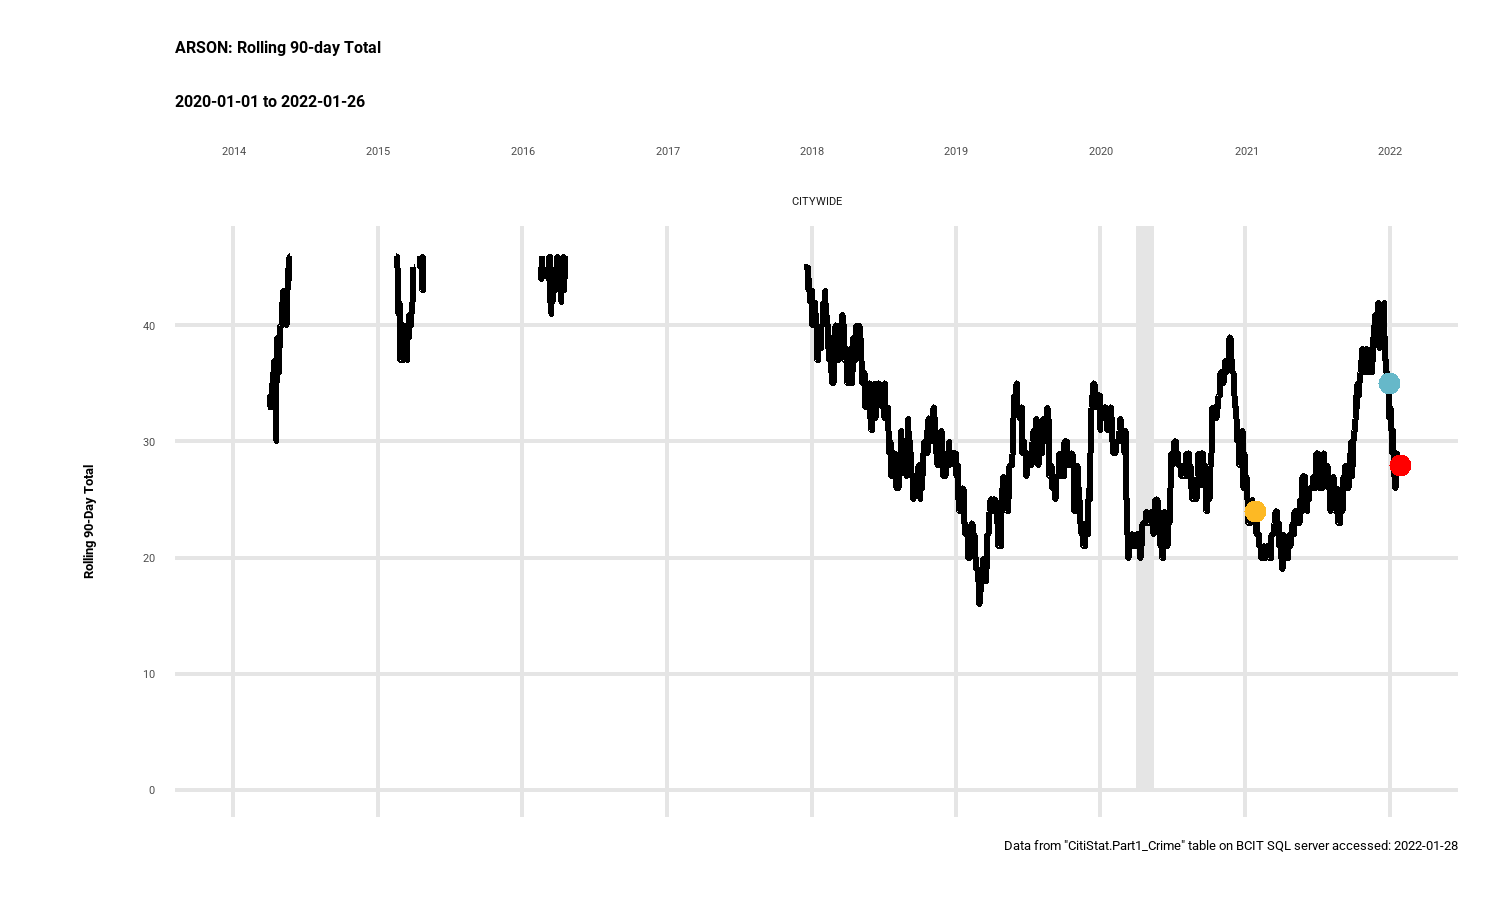 ARSON: Rolling 90-day Total
2020-01-01 to 2022-01-26
2014 2015 2016 2017 2018 2019 2020 2021 2022
CITYWIDE
40
30
Rolling 90-Day Total
20
10
0
Data from "CitiStat.Part1_Crime" table on BCIT SQL server accessed: 2022-01-28